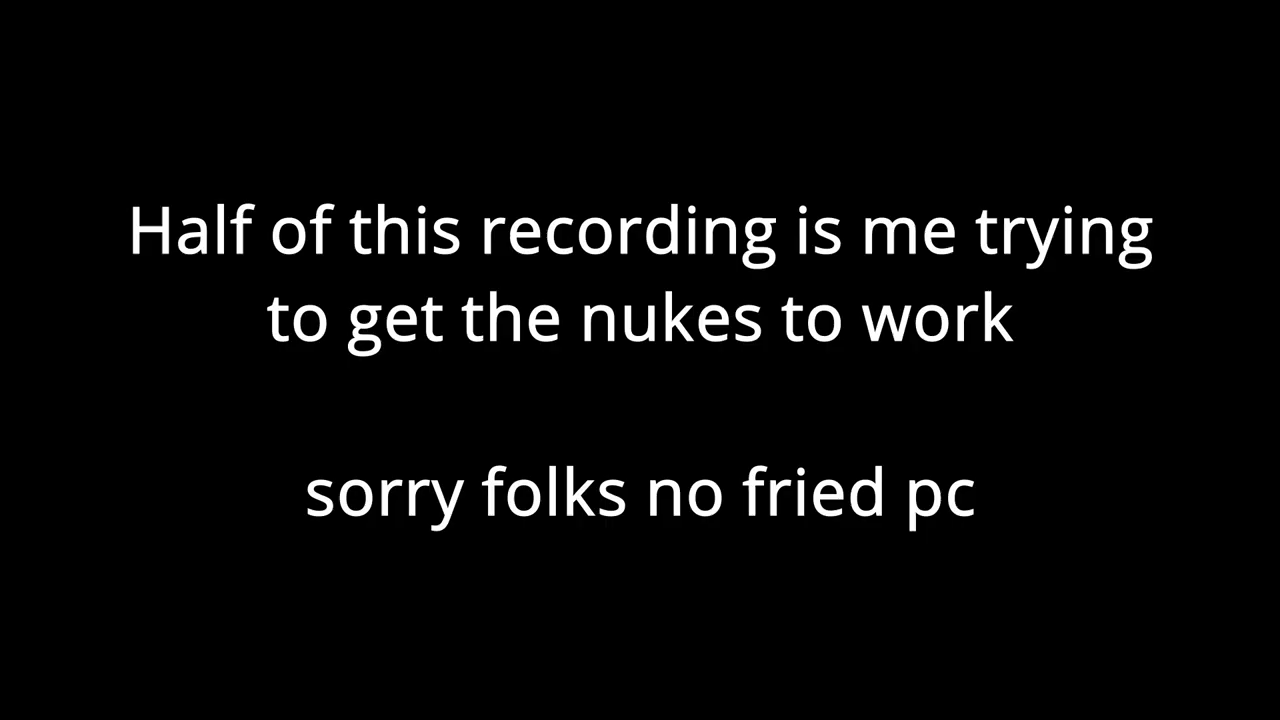 Half of this recording is me trying
to get the nukes to work
sorry folks no fried pc